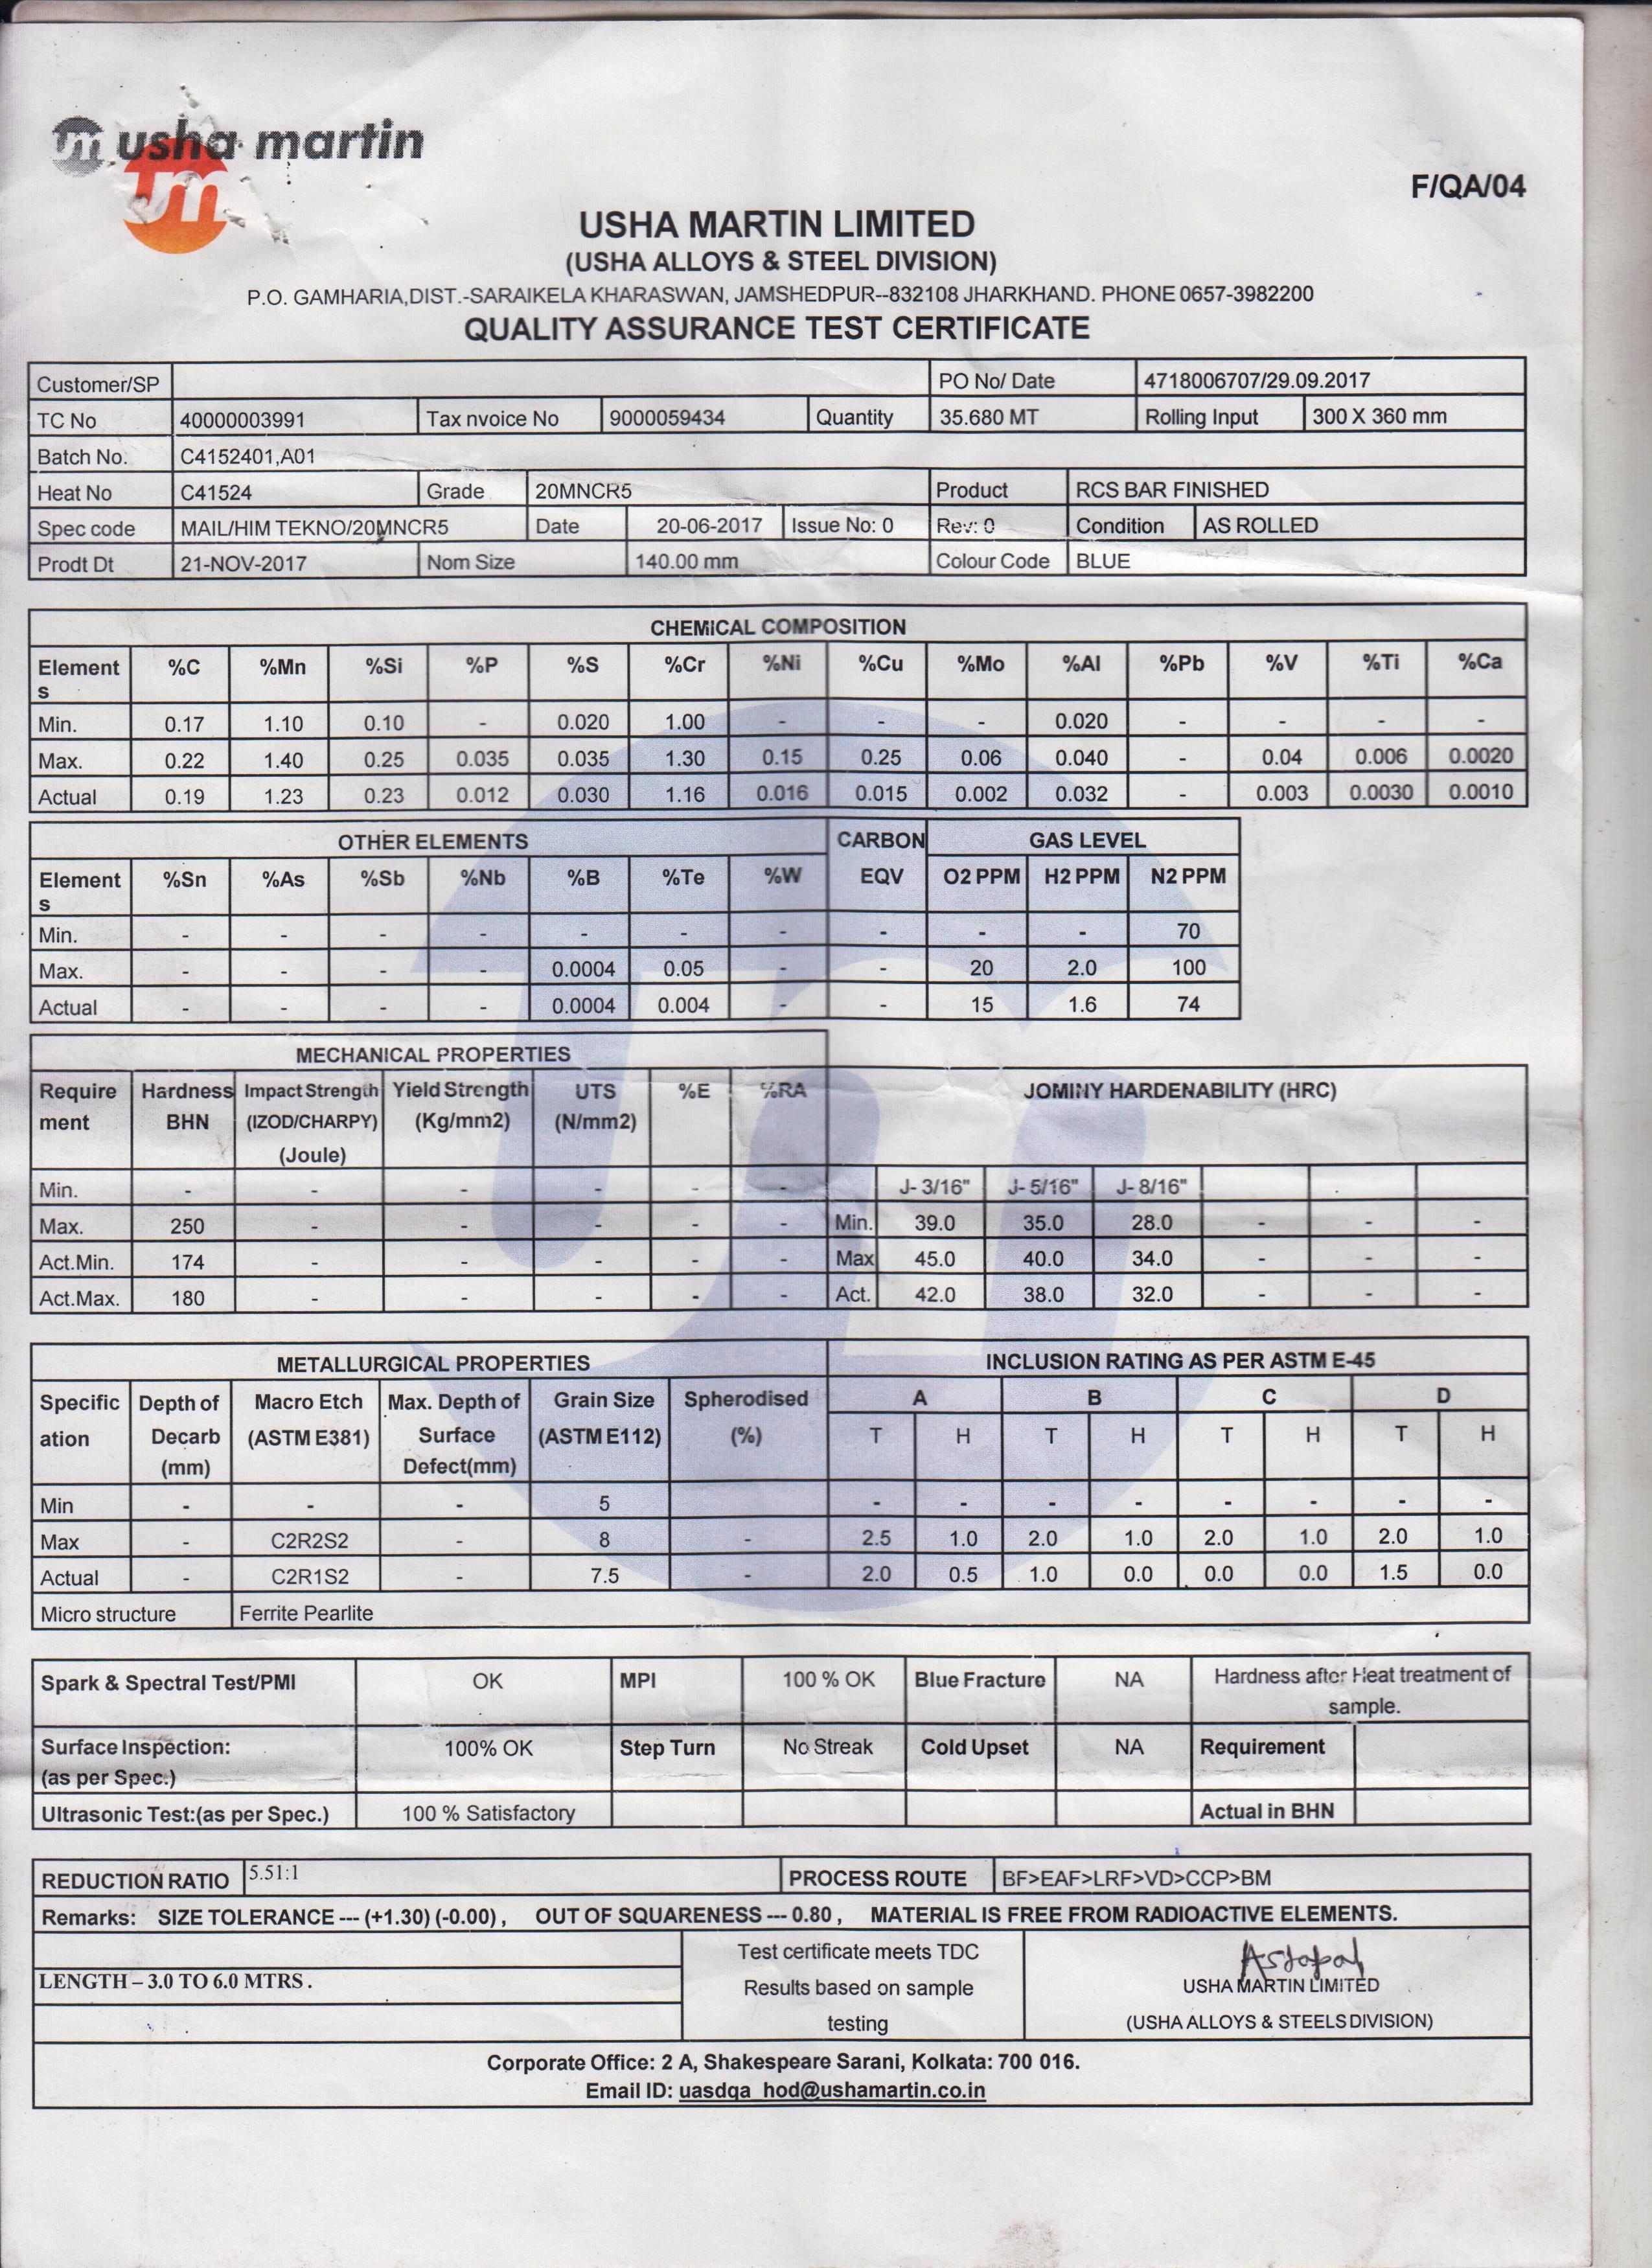 usha martin
F/QA/04
USHA MARTIN LIMITED
(USHA ALLOYS & STEEL DIVISION)
P.O. GAMHARIA,DIST.-SARAIKELA KHARASWAN, JAMSHEDPUR--832108 JHARKHAND. PHONE 0657-3982200
QUALITY ASSURANCE TEST CERTIFICATE
Customer/SP PO No/ Date 4718006707/29.09.2017
TC No 40000003991 Tax nvoice No 9000059434 Quantity 35.680 MT Rolling Input 300 X 360 mm
Batch No. C4152401,A01
Heat No C41524 Grade 20MNCR5 Product RCS BAR FINISHED
Spec code MAIL/HIM TEKNO/20MNCR5 Date 20-06-2017 Issue No: 0 Rev: 0 Condition AS ROLLED
Prodt Dt 21-NOV-2017 Nom Size 140.00 mm Colour Code BLUE
CHEMICAL COMPOSITION
Element %C %Mn %Si %P %S %Cr %Ni %Cu %Mo %Al %Pb %V %Ti %Ca
s
Min. 0.17 1.10 0.10 - 0.020 1.00 - - - 0.020 - - - -
Max. 0.22 1.40 0.25 0.035 0.035 1.30 0.15 0.25 0.06 0.040 - 0.04 0.006 0.0020
Actual 0.19 1.23 0.23 0.012 0.030 1.16 0.016 0.015 0.002 0.032 - 0.003 0.0030 0.0010
OTHER ELEMENTS CARBON GAS LEVEL
Element %Sn %As %Sb %Nb %B %Te %W EQV O2 PPM H2 PPM N2 PPM
s
Min. - - - - - - - - - - 70
Max. - - - - 0.0004 0.05 - - 20 2.0 100
Actual - - - - 0.0004 0.004 - - 15 1.6 74
MECHANICAL PROPERTIES
Require Hardness Impact Strength Yield Strength UTS %E %RA JOMINY HARDENABILITY (HRC)
ment BHN (IZOD/CHARPY) (Kg/mm2) (N/mm2)
(Joule)
Min. - - - - - - J- 3/16" J- 5/16" J- 8/16"
Max. 250 - - - - - Min. 39.0 35.0 28.0 - - -
Act.Min. 174 - - - - - Max 45.0 40.0 34.0 - - -
Act.Max. 180 - - - - - Act. 42.0 38.0 32.0 - - -
METALLURGICAL PROPERTIES INCLUSION RATING AS PER ASTM E-45
Specific Depth of Macro Etch Max. Depth of Grain Size Spherodised A B C D
ation Decarb (ASTM E381) Surface (ASTM E112) (%) T H T H T H T H
(mm) Defect(mm)
Min - - - 5 - - - - - - - -
Max - C2R2S2 - 8 - 2.5 1.0 2.0 1.0 2.0 1.0 2.0 1.0
Actual - C2R1S2 - 7.5 - 2.0 0.5 1.0 0.0 0.0 0.0 1.5 0.0
Micro structure Ferrite Pearlite
Spark & Spectral Test/PMI OK MPI 100 % OK Blue Fracture NA Hardness after Heat treatment of
sample.
Surface Inspection: 100% OK Step Turn No Streak Cold Upset NA Requirement
(as per Spec.)
Ultrasonic Test:(as per Spec.) 100 % Satisfactory Actual in BHN
REDUCTION RATIO 5.51:1 PROCESS ROUTE BF>EAF>LRF>VD>CCP>BM
Remarks: SIZE TOLERANCE --- (+1.30) (-0.00) , OUT OF SQUARENESS --- 0.80 , MATERIAL IS FREE FROM RADIOACTIVE ELEMENTS.
Test certificate meets TDC
LENGTH – 3.0 TO 6.0 MTRS . Results based on sample USHA MARTIN LIMITED
testing (USHA ALLOYS & STEELS DIVISION)
Corporate Office: 2 A, Shakespeare Sarani, Kolkata: 700 016.
Email ID: uasdqa_hod@ushamartin.co.in